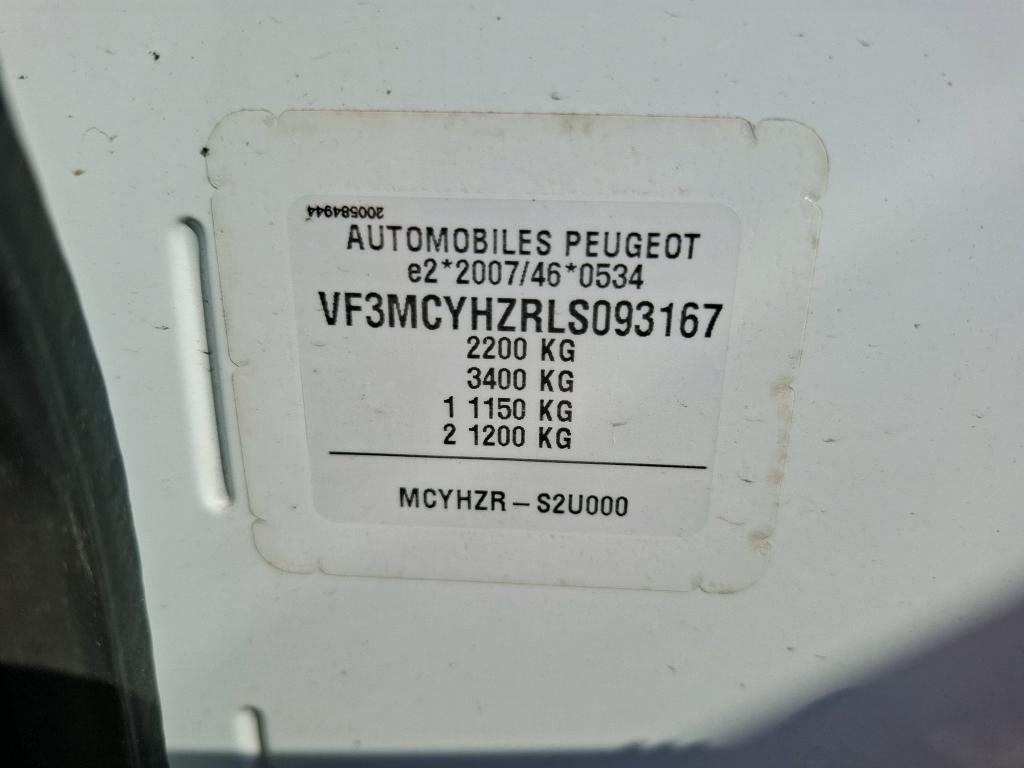 200584944
AUTOMOBILES PEUGEOT
e2*2007/46*0534
VF3MCYHZRLS093167
2200 KG
3400 KG
1 1150 KG
2 1200 KG
MCYHZR – S2U000